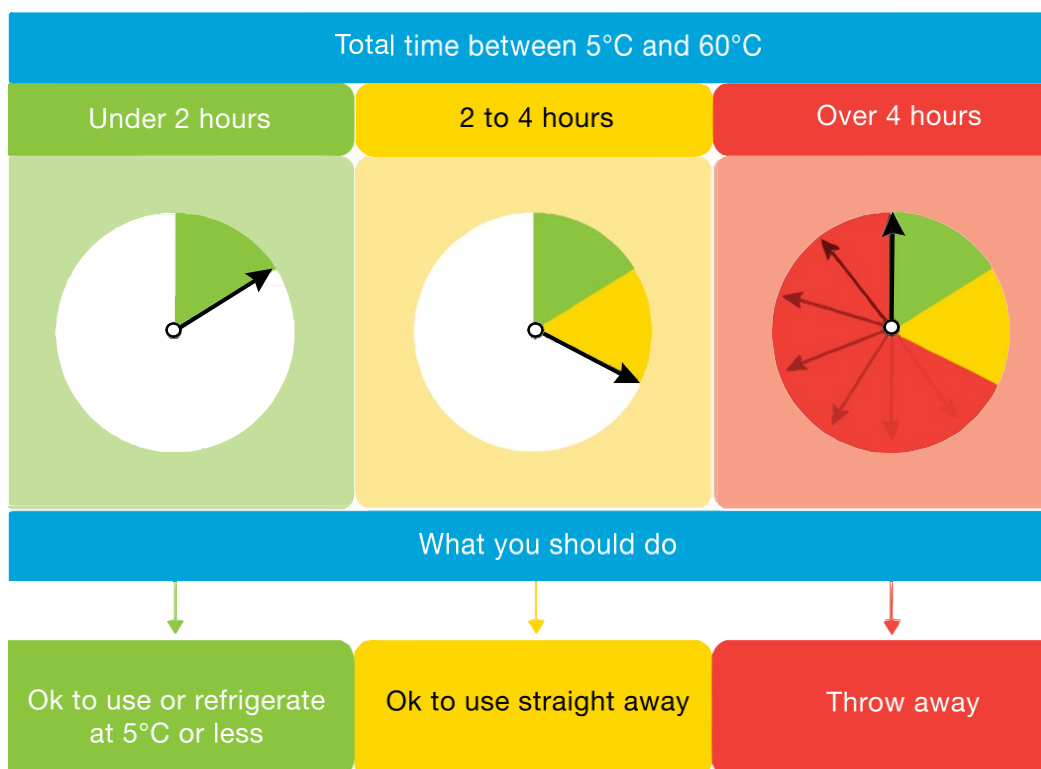 Total time between 5°C and 60°C
Under 2 hours
2 to 4 hours
Over 4 hours
What you should do
Ok to use or refrigerate
at 5°C or less
Ok to use straight away
Throw away